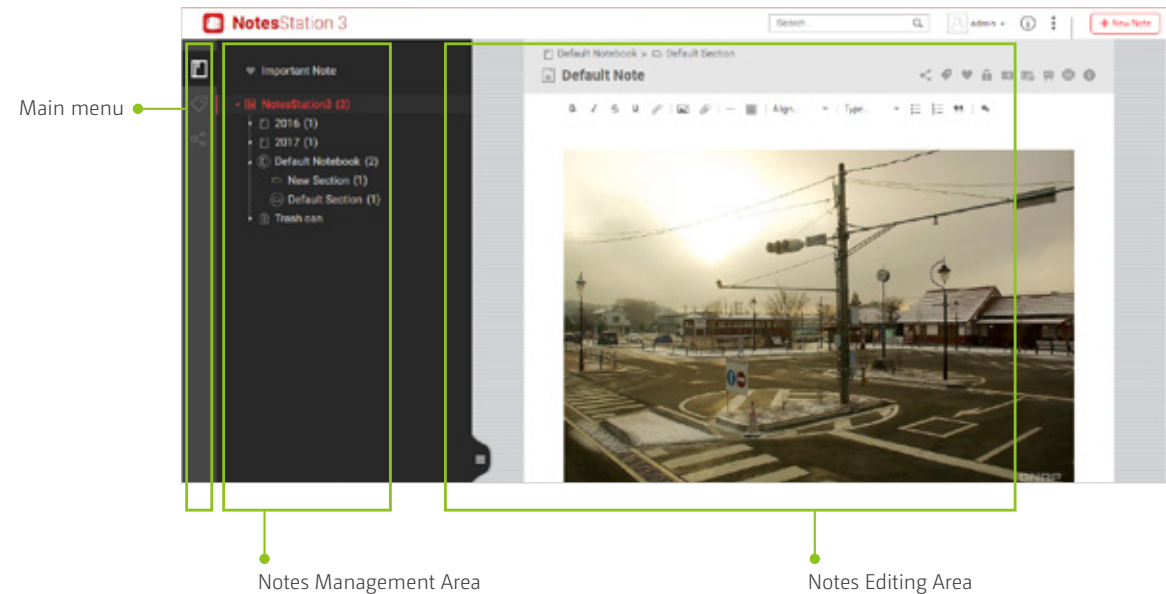 NotesStation 3
Search..
admin
+ New Note
Default Notebook > Default Section
Important Note
Default Note
Main menu
NotesStation3 (2)
B I S U Align.. Type..
2016 (1)
2017 (1)
Default Notebook (2)
New Section (1)
Default Section (1)
Trash can
QNAP
Notes Management Area
Notes Editing Area